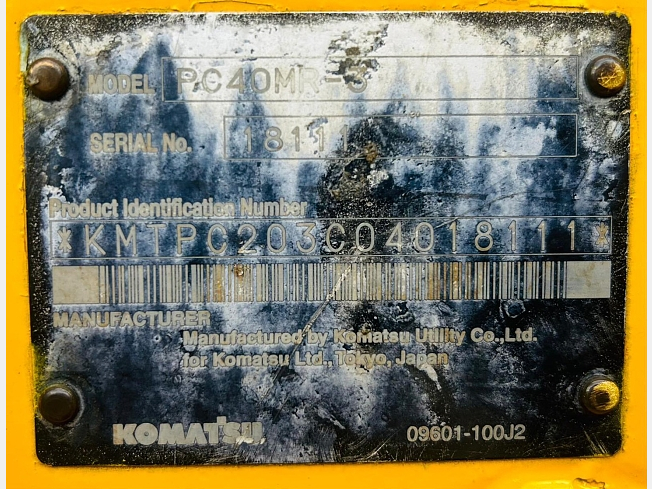 MODEL PC40MR-3
SERIAL No. 18111
Product Identification Number
*KMTPC203C04018111*
MANUFACTURER
Manufactured by Komatsu Utility Co.,Ltd.
for Komatsu Ltd., Tokyo, Japan
KOMATSU
09601-100J2